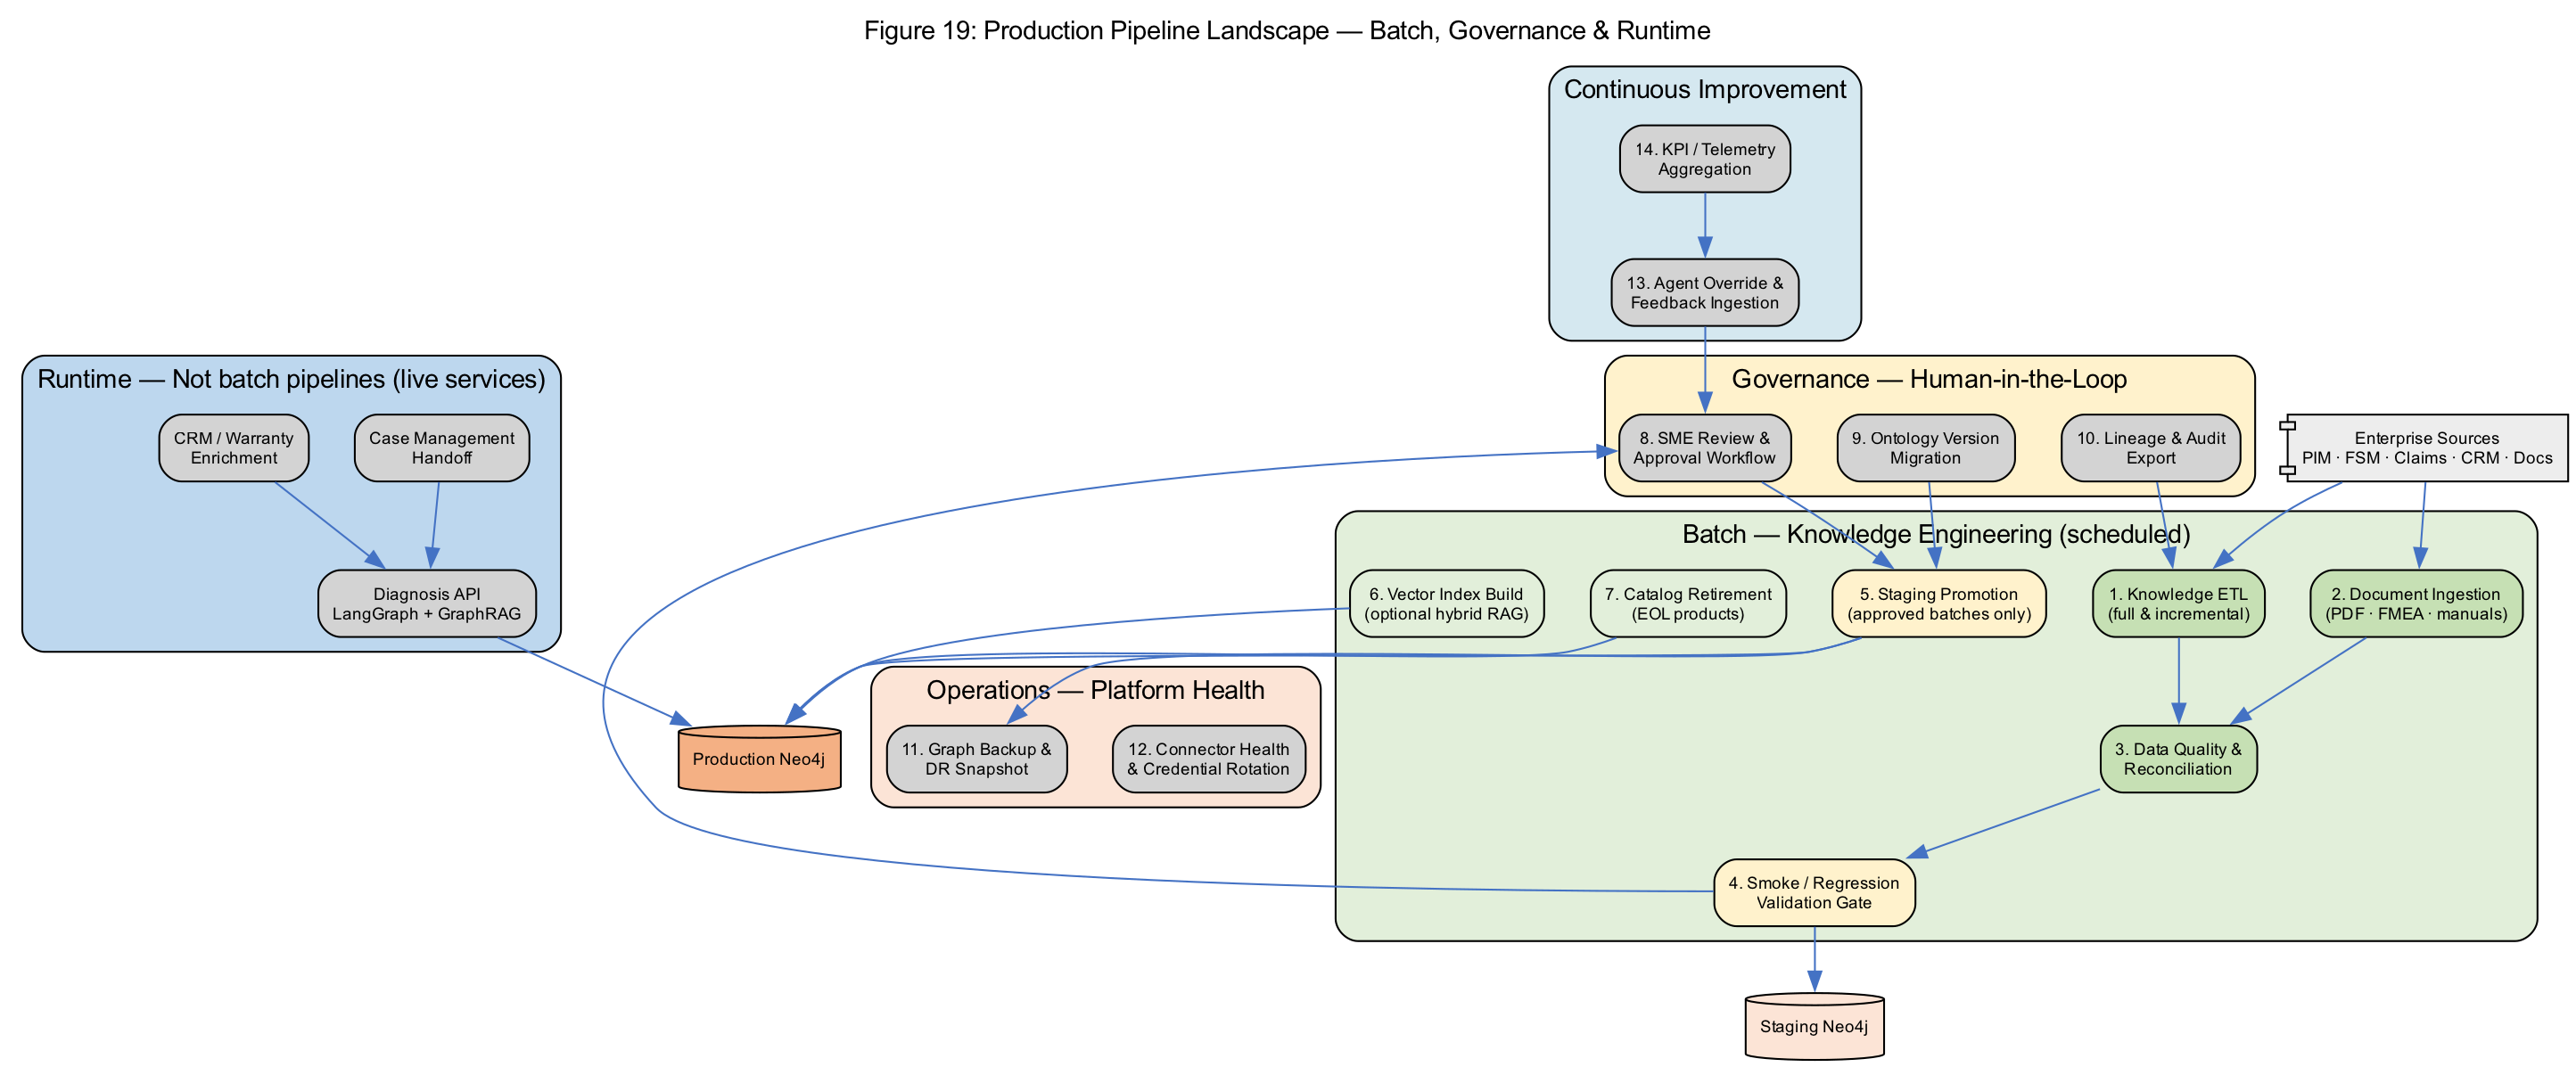 Figure 19: Production Pipeline Landscape — Batch, Governance & Runtime
Continuous Improvement
14. KPI / Telemetry
Aggregation
13. Agent Override &
Feedback Ingestion
Runtime — Not batch pipelines (live services)
CRM / Warranty
Enrichment
Case Management
Handoff
Diagnosis API
LangGraph + GraphRAG
Governance — Human-in-the-Loop
8. SME Review &
Approval Workflow
9. Ontology Version
Migration
10. Lineage & Audit
Export
Enterprise Sources
PIM · FSM · Claims · CRM · Docs
Batch — Knowledge Engineering (scheduled)
6. Vector Index Build
(optional hybrid RAG)
7. Catalog Retirement
(EOL products)
5. Staging Promotion
(approved batches only)
1. Knowledge ETL
(full & incremental)
2. Document Ingestion
(PDF · FMEA · manuals)
Operations — Platform Health
11. Graph Backup &
DR Snapshot
12. Connector Health
& Credential Rotation
Production Neo4j
3. Data Quality &
Reconciliation
4. Smoke / Regression
Validation Gate
Staging Neo4j